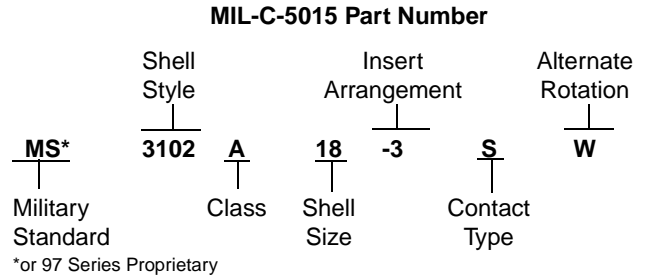 MIL-C-5015 Part Number
Shell Insert Alternate
Style Arrangement Rotation
MS* 3102 A 18 -3 S W
Military Class Shell Contact
Standard Size Type
*or 97 Series Proprietary